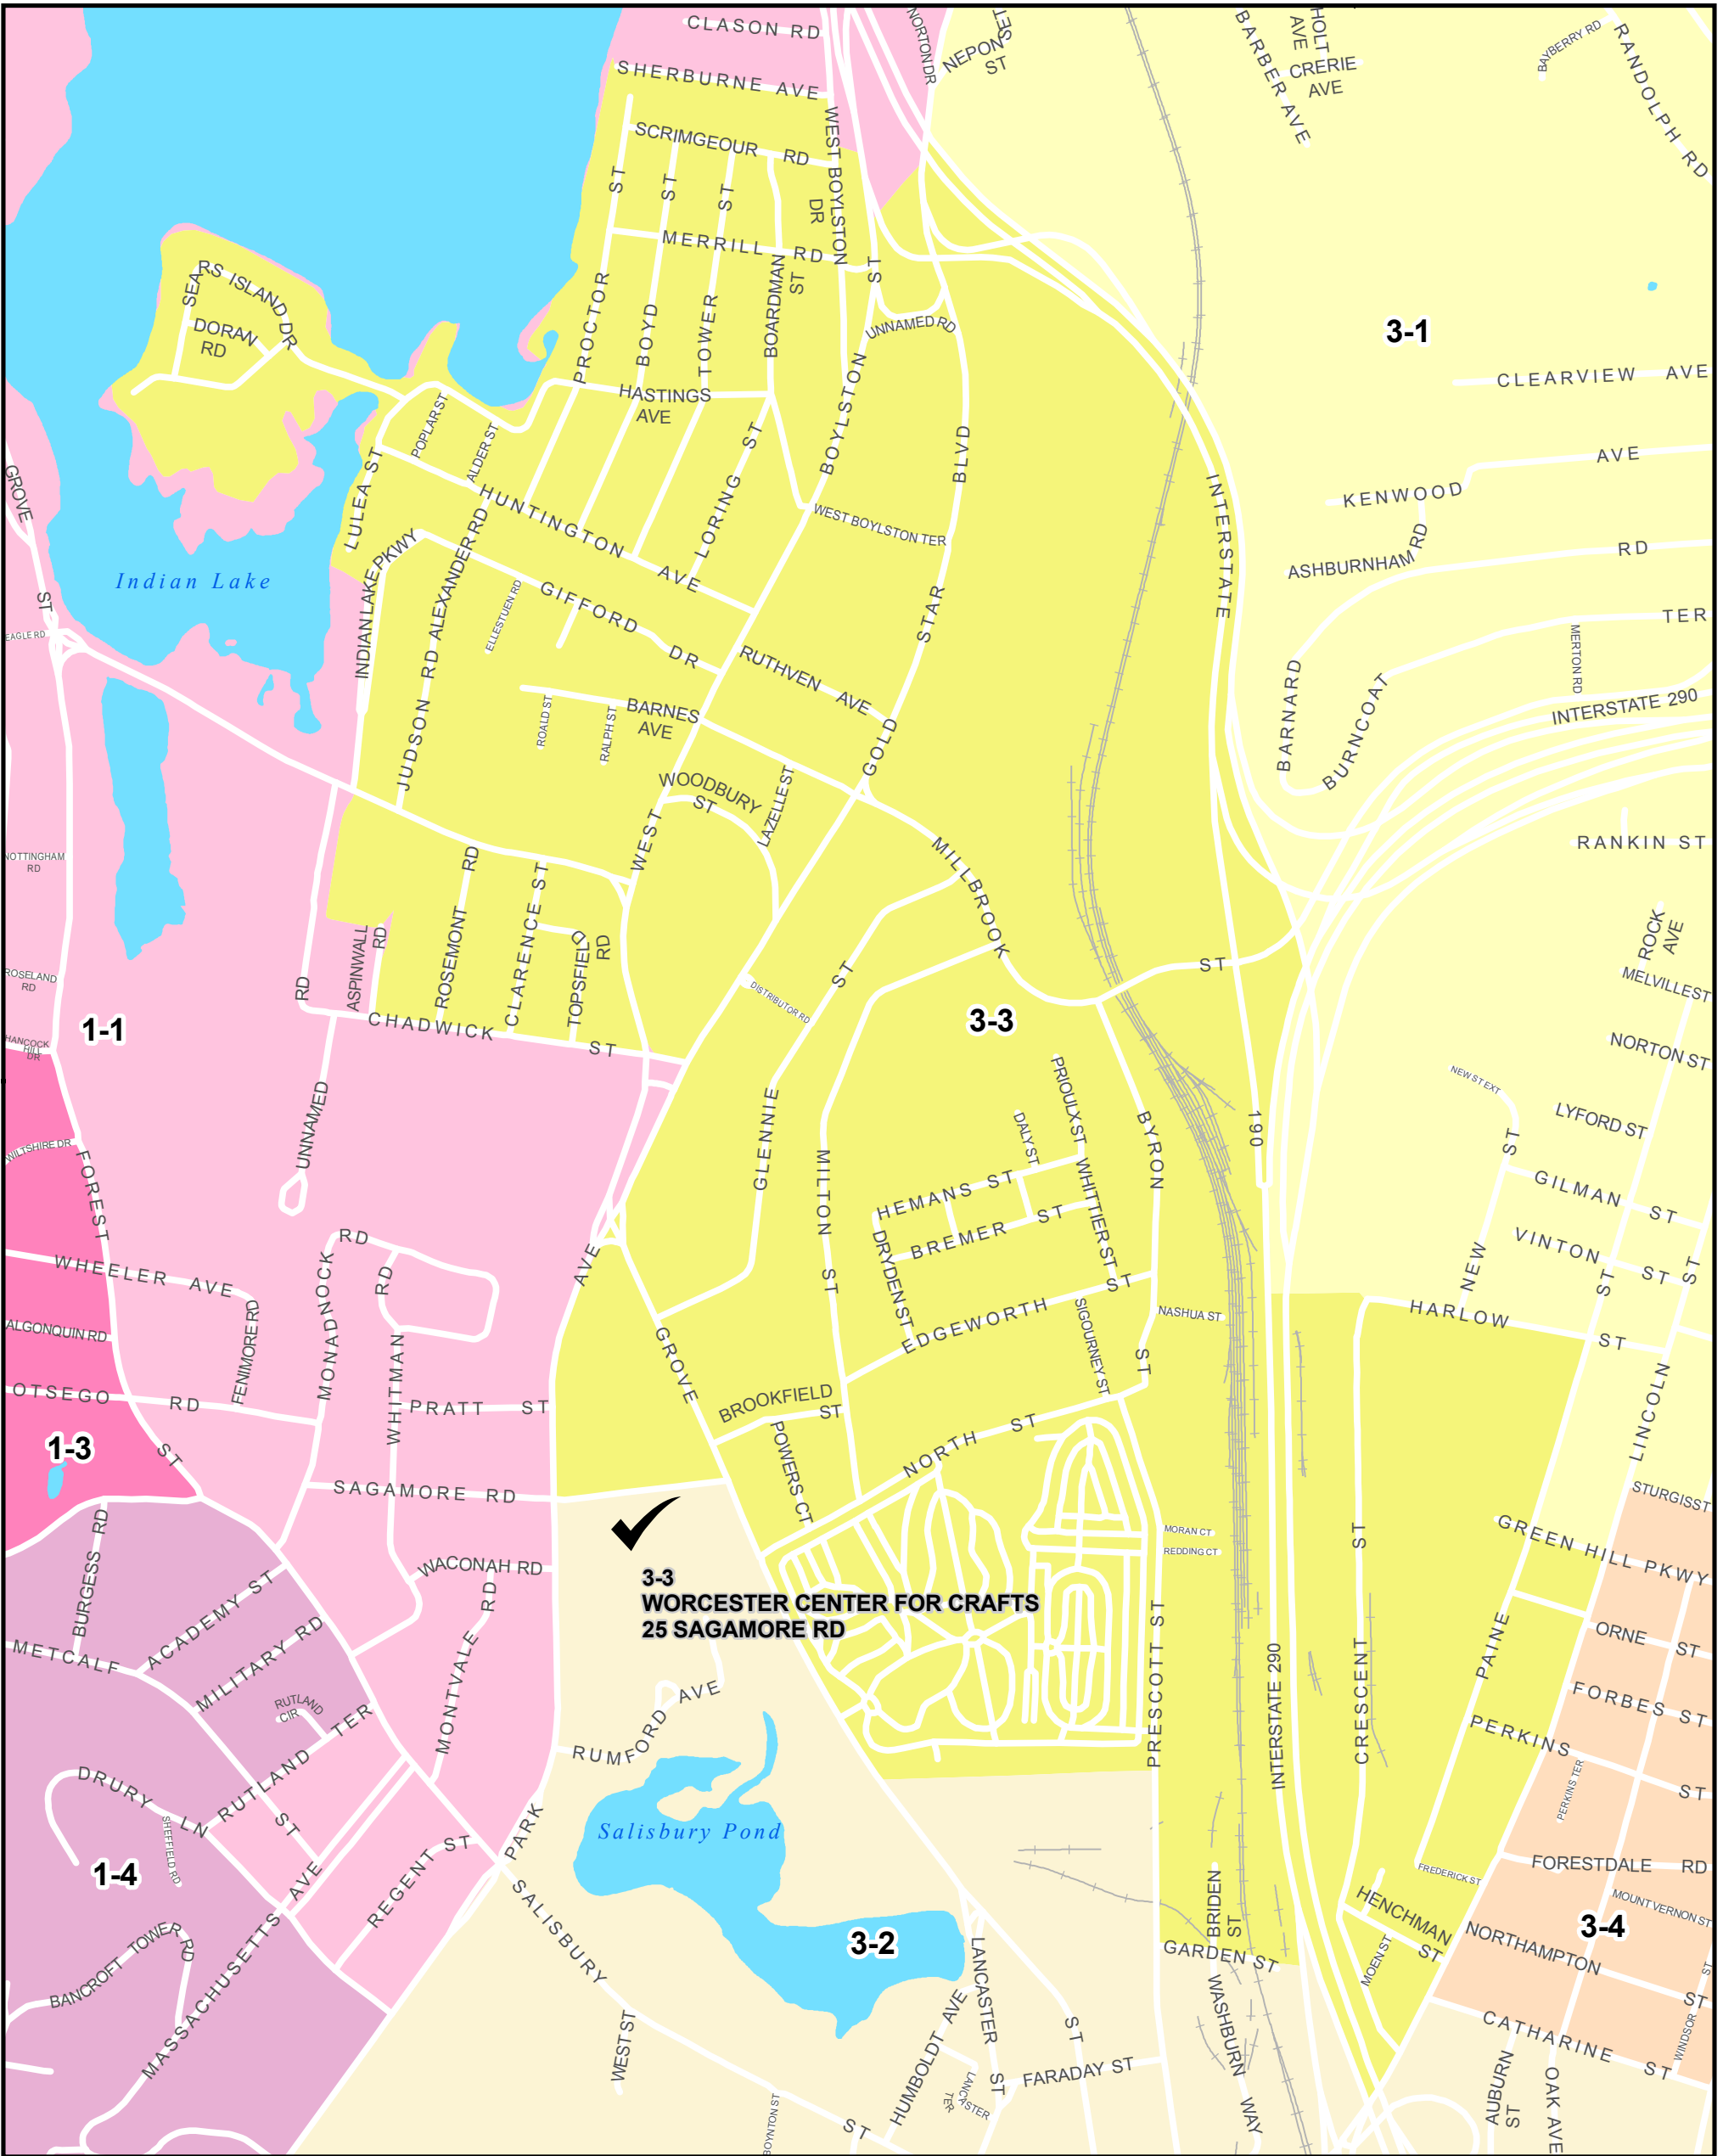 CLASON RD
SHERBURNE AVE
NORTON DR
NEPONSET
ST
BARBER AVE
HOLT
AVE
CRERIE
AVE
BAYBERRY RD
RANDOLPH RD
SCRIMGEOUR RD
WEST BOYLSTON
DR
MERRILL RD
PROCTOR ST
BOYD ST
TOWER ST
BOARDMAN
ST
UNNAMED RD
SEARS ISLAND DR
DORAN
RD
3-1
CLEARVIEW AVE
HASTINGS
AVE
POPLAR ST
ALDER ST
LULEA ST
HUNTINGTON AVE
LORING ST
WEST BOYLSTON ST
WEST BOYLSTON TER
GOLD STAR BLVD
INTERSTATE 190
KENWOOD AVE
ASHBURNHAM RD
RD
BARNARD RD
BURNCOAT TER
MERTON RD
INTERSTATE 290
GROVE ST
EAGLE RD
Indian Lake
INDIAN LAKE PKWY
JUDSON RD
ALEXANDER RD
ELLESTUEN RD
GIFFORD DR
RUTHVEN AVE
ROALD ST
RALPH ST
BARNES
AVE
WOODBURY
ST
LAZELLE ST
MILLBROOK ST
RANKIN ST
ROCK
AVE
MELVILLE ST
NORTON ST
NEW ST EXT
LYFORD ST
GILMAN ST
VINTON ST
NEW ST
HARLOW ST
LINCOLN ST
NOTTINGHAM
RD
ROSELAND
RD
HANCOCK
HILL
DR
1-1
ASPINWALL
RD
ROSEMONT RD
CLARENCE ST
TOPSFIELD
RD
CHADWICK ST
DISTRIBUTOR RD
3-3
GLENNIE ST
MILTON ST
PRIOULX ST
DALY ST
HEMANS ST
BREMER ST
WHITTIER ST
DRYDEN ST
EDGEWORTH ST
BYRON ST
SIGOURNEY ST
NASHUA ST
UNNAMED RD
WILTSHIRE DR
FOREST ST
WHEELER AVE
ALGONQUIN RD
FENIMORE RD
OTSEGO RD
MONADNOCK RD
WHITMAN RD
PRATT ST
1-3
SAGAMORE RD
GROVE ST
BROOKFIELD
ST
POWERS CT
NORTH ST
MORAN CT
REDDING CT
STURGIS ST
GREEN HILL PKWY
BURGESS RD
ACADEMY ST
METCALF ST
MILITARY RD
WACONAH RD
MONTVALE RD
3-3
WORCESTER CENTER FOR CRAFTS
25 SAGAMORE RD
RUTLAND
CIR
RUTLAND TER
RUMFORD AVE
PARK AVE
PRESCOTT ST
INTERSTATE 290
CRESCENT ST
PAINE ST
ORNE ST
FORBES ST
PERKINS ST
PERKINS TER
DRURY LN
SHEFFIELD RD
1-4
REGENT ST
Salisbury Pond
SALISBURY ST
3-2
FREDERICK ST
FORESTDALE RD
MOUNT VERNON ST
HENCHMAN
ST
MOEN ST
3-4
NORTHAMPTON ST
BRIDEN
ST
GARDEN ST
BANCROFT TOWER RD
MASSACHUSETTS AVE
WEST ST
LANCASTER ST
HUMBOLDT AVE
LANCASTER
TER
FARADAY ST
WASHBURN WAY
CATHARINE ST
WINDSOR ST
AUBURN
ST
OAK AVE
BOYNTON ST